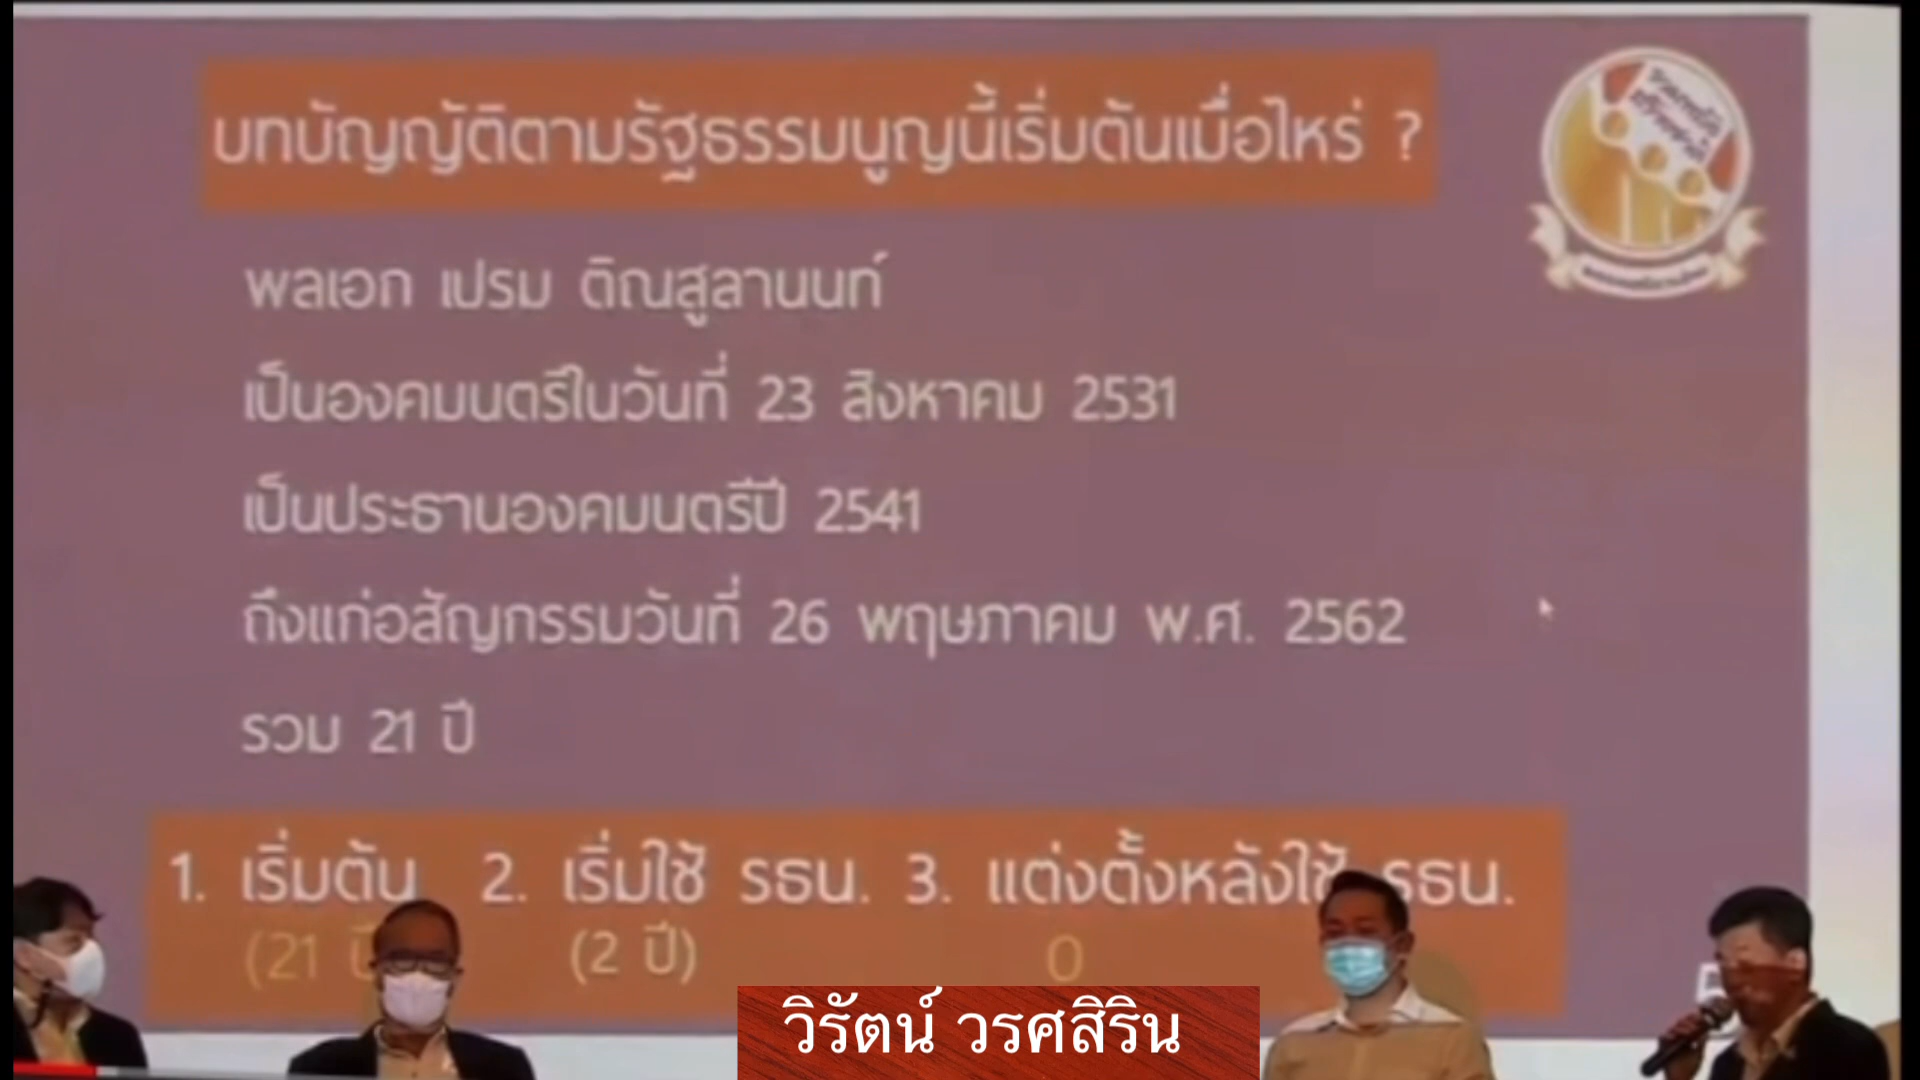 บทบัญญัติตามรัฐธรรมนูญนี้เริ่มต้นเมื่อไหร่ ?
พลเอก เปรม ติณสูลานนท์
เป็นองคมนตรีในวันที่ 23 สิงหาคม 2531
เป็นประธานองคมนตรีปี 2541
ถึงแก่อสัญกรรมวันที่ 26 พฤษภาคม พ.ศ. 2562
รวม 21 ปี
1. เริ่มต้น 2. เริ่มใช้ รธน. 3. แต่งตั้งหลังใช้ รธน.
(21 ปี (2 ปี) 0
วิรัตน์ วรศสิริน